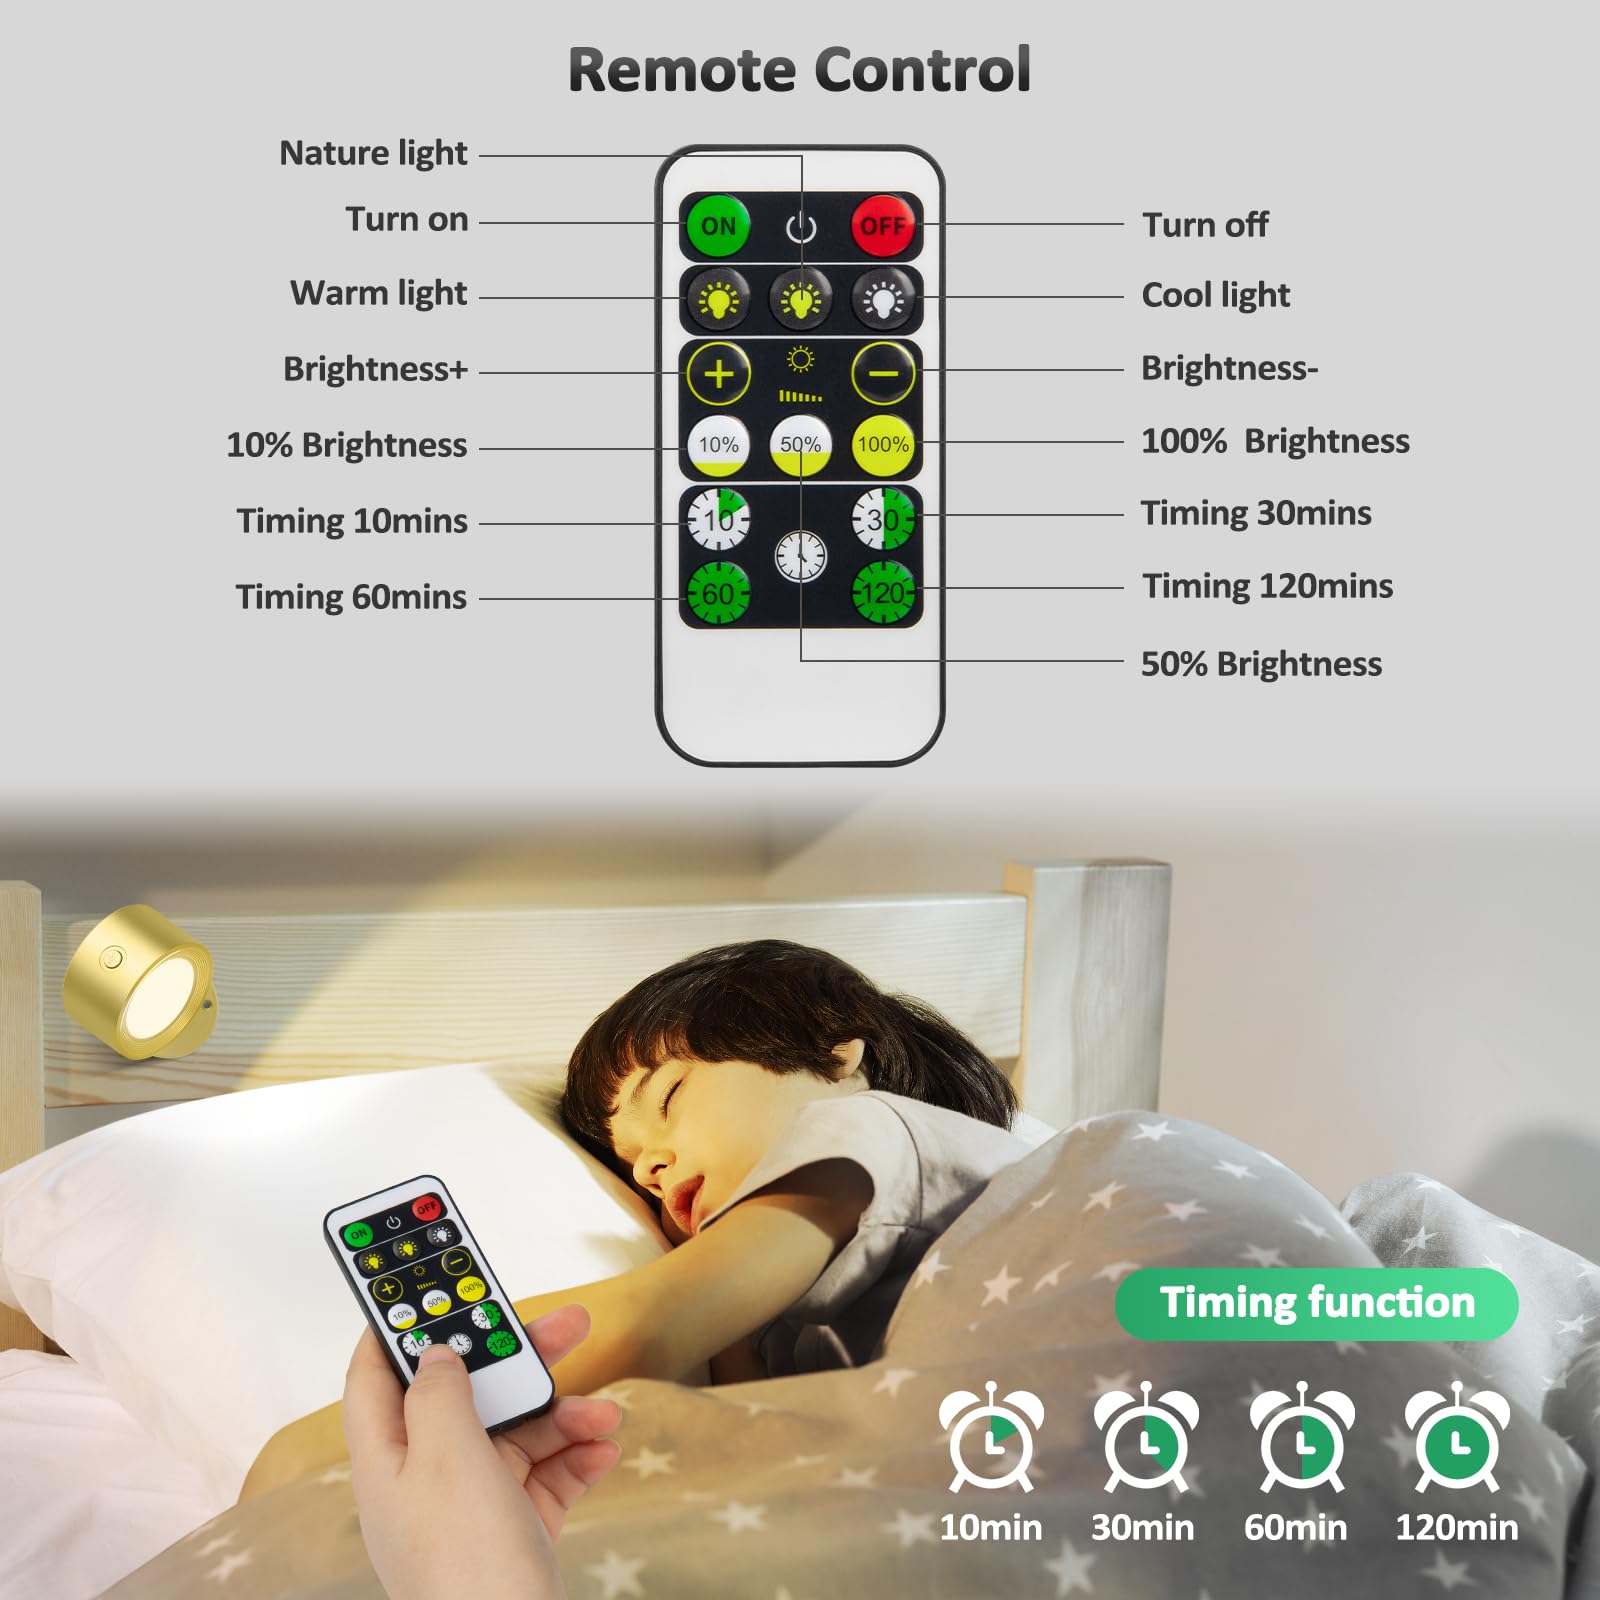 Remote Control
Nature light
Turn on
Warm light
Brightness+
10% Brightness
Timing 10mins
Timing 60mins
ON
OFF
10%
50%
100%
10
30
60
120
Turn off
Cool light
Brightness-
100% Brightness
Timing 30mins
Timing 120mins
50% Brightness
ON
OFF
10%
50%
100%
10
30
120
Timing function
10min
30min
60min
120min